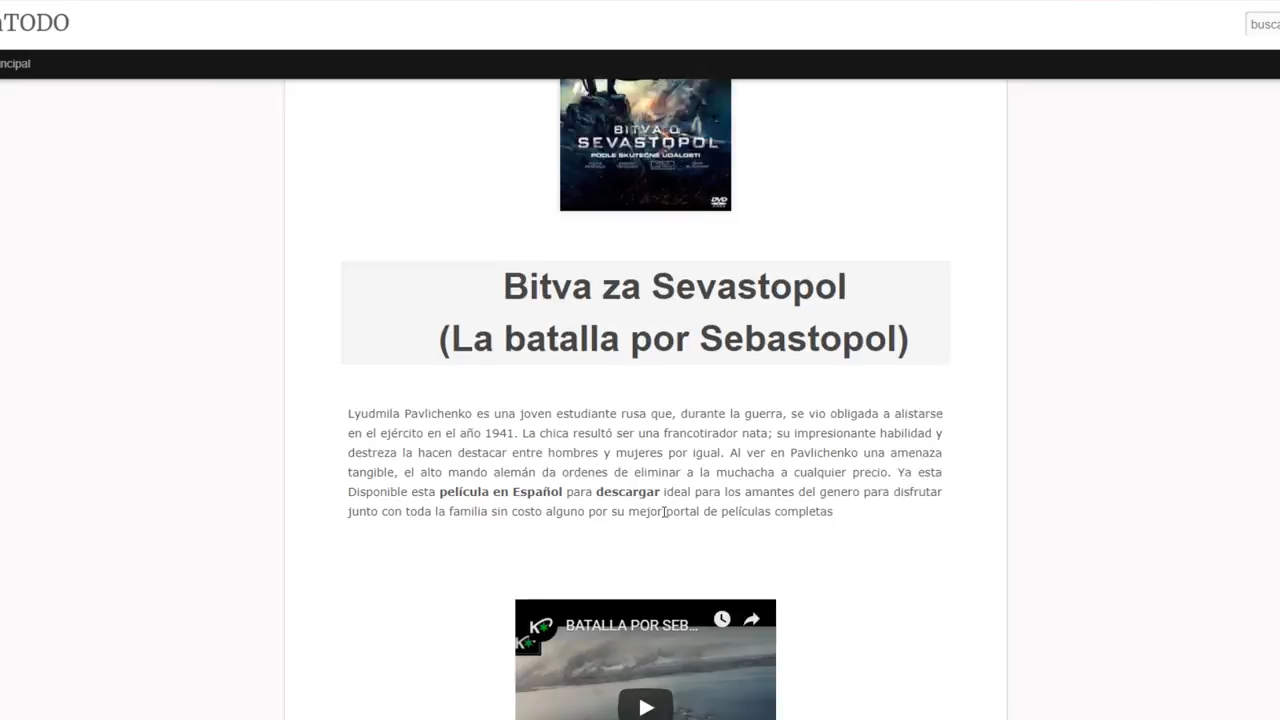 TODO
busca
ncipal
BITVA O
SEVASTOPOL
PODLE SKUTEČNÉ UDÁLOSTI
DVD
Bitva za Sevastopol
(La batalla por Sebastopol)
Lyudmila Pavlichenko es una joven estudiante rusa que, durante la guerra, se vio obligada a alistarse
en el ejército en el año 1941. La chica resultó ser una francotirador nata; su impresionante habilidad y
destreza la hacen destacar entre hombres y mujeres por igual. Al ver en Pavlichenko una amenaza
tangible, el alto mando alemán da ordenes de eliminar a la muchacha a cualquier precio. Ya esta
Disponible esta película en Español para descargar ideal para los amantes del genero para disfrutar
junto con toda la familia sin costo alguno por su mejor portal de películas completas
BATALLA POR SEB...